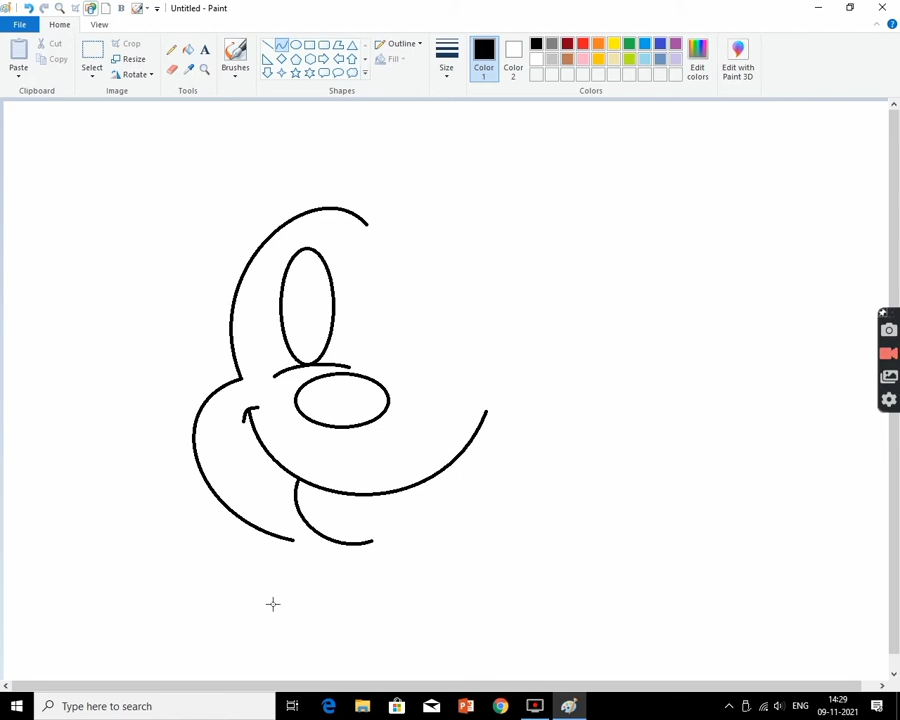 Untitled - Paint
File Home View
Paste Cut Copy Clipboard
Select Crop Resize Rotate Image
A Tools
Brushes
Outline Fill Shapes
Size
Color 1
Color 2
Edit colors
Colors
Edit with Paint 3D
Type here to search
ENG
14:29
09-11-2021